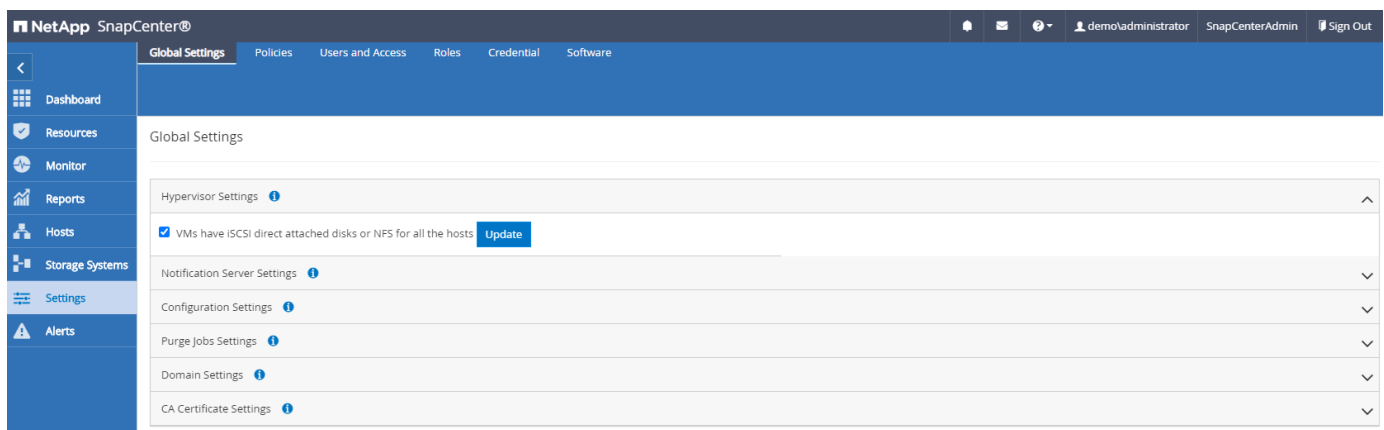 NetApp SnapCenter®
demo\administrator SnapCenterAdmin Sign Out
Global Settings Policies Users and Access Roles Credential Software
Dashboard
Resources
Monitor
Reports
Hosts
Storage Systems
Settings
Alerts
Global Settings
Hypervisor Settings
VMs have iSCSI direct attached disks or NFS for all the hosts Update
Notification Server Settings
Configuration Settings
Purge Jobs Settings
Domain Settings
CA Certificate Settings